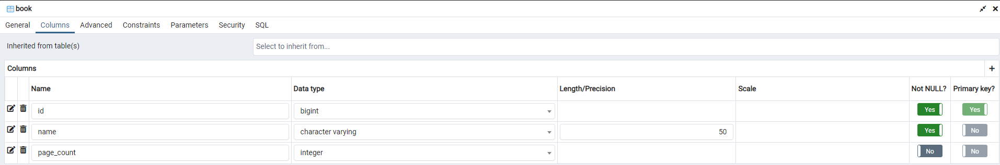 book
General Columns Advanced Constraints Parameters Security SQL
Inherited from table(s) Select to inherit from...
Columns
Name Data type Length/Precision Scale Not NULL? Primary key?
id bigint Yes Yes
name character varying 50 Yes No
page_count integer No No